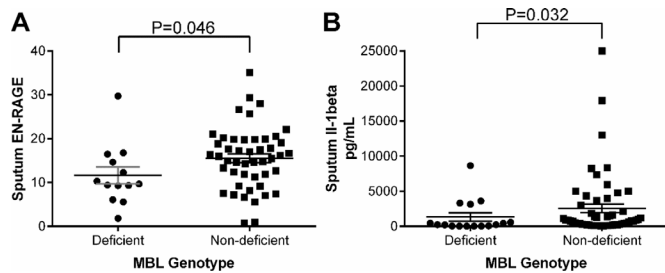 A
P=0.046
Sputum EN-RAGE
40
30
20
10
0
Deficient
Non-deficient
MBL Genotype
B
P=0.032
Sputum Il-1beta
pg/mL
25000
20000
15000
10000
5000
0
Deficient
Non-deficient
MBL Genotype